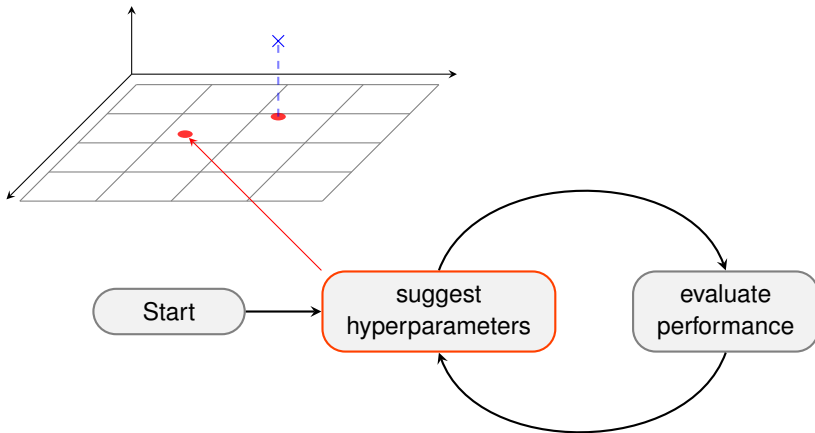 Start
suggest
hyperparameters
evaluate
performance